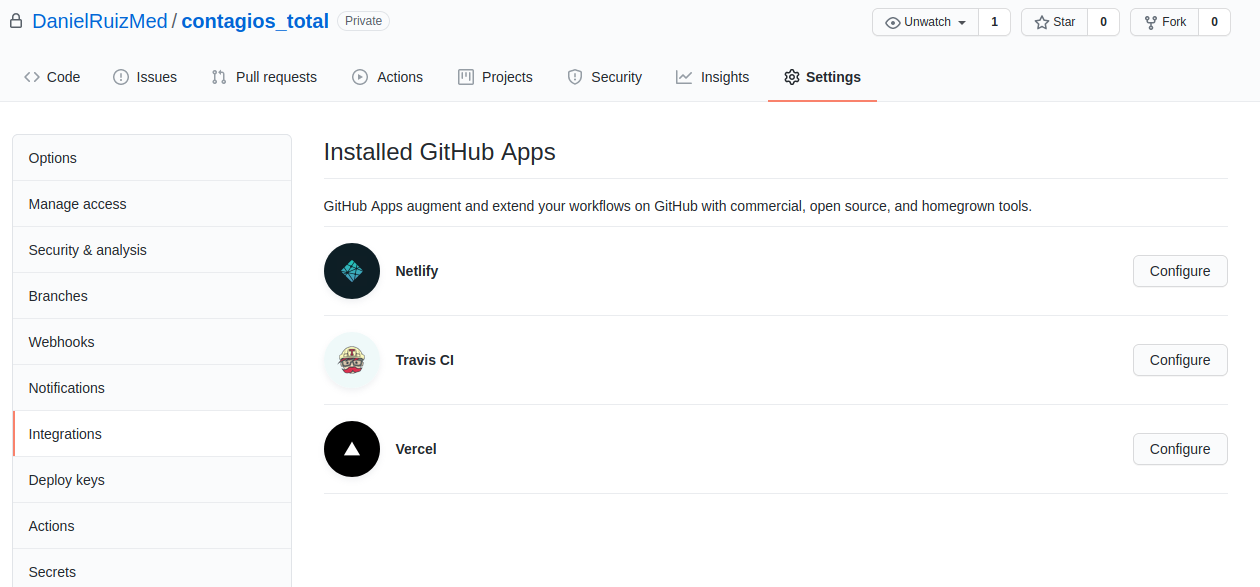 DanielRuizMed / contagios_total Private Unwatch 1 Star 0 Fork 0
Code Issues Pull requests Actions Projects Security Insights Settings
Options
Manage access
Security & analysis
Branches
Webhooks
Notifications
Integrations
Deploy keys
Actions
Secrets
Installed GitHub Apps
GitHub Apps augment and extend your workflows on GitHub with commercial, open source, and homegrown tools.
Netlify Configure
Travis CI Configure
Vercel Configure